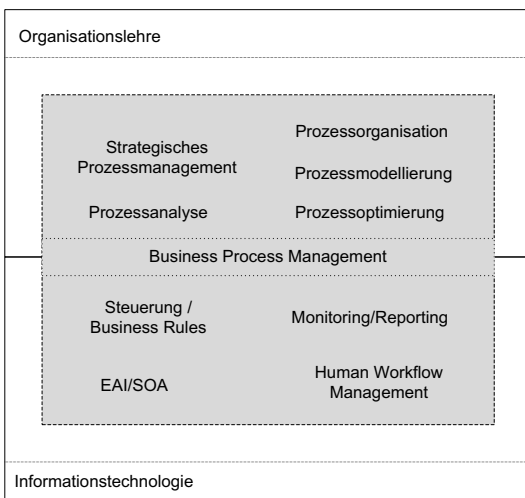 Organisationslehre
Strategisches
Prozessmanagement
Prozessanalyse
Prozessorganisation
Prozessmodellierung
Prozessoptimierung
Business Process Management
Steuerung /
Business Rules
Monitoring/Reporting
EAI/SOA
Human Workflow
Management
Informationstechnologie